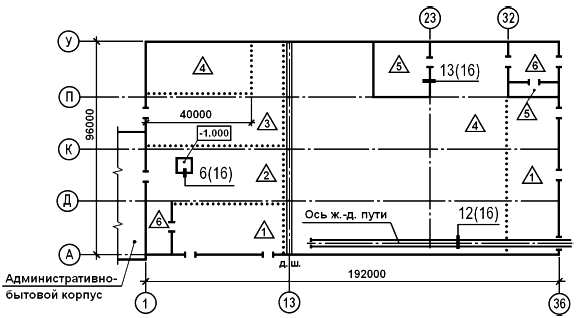 23
32
У
4
5
13(16)
6
П
40000
5
3
4
-1.000
96000
К
6(16)
2
1
Д
6
1
Ось ж.-д. пути
12(16)
А
д. ш.
Административно-
бытовой корпус
192000
1
13
36